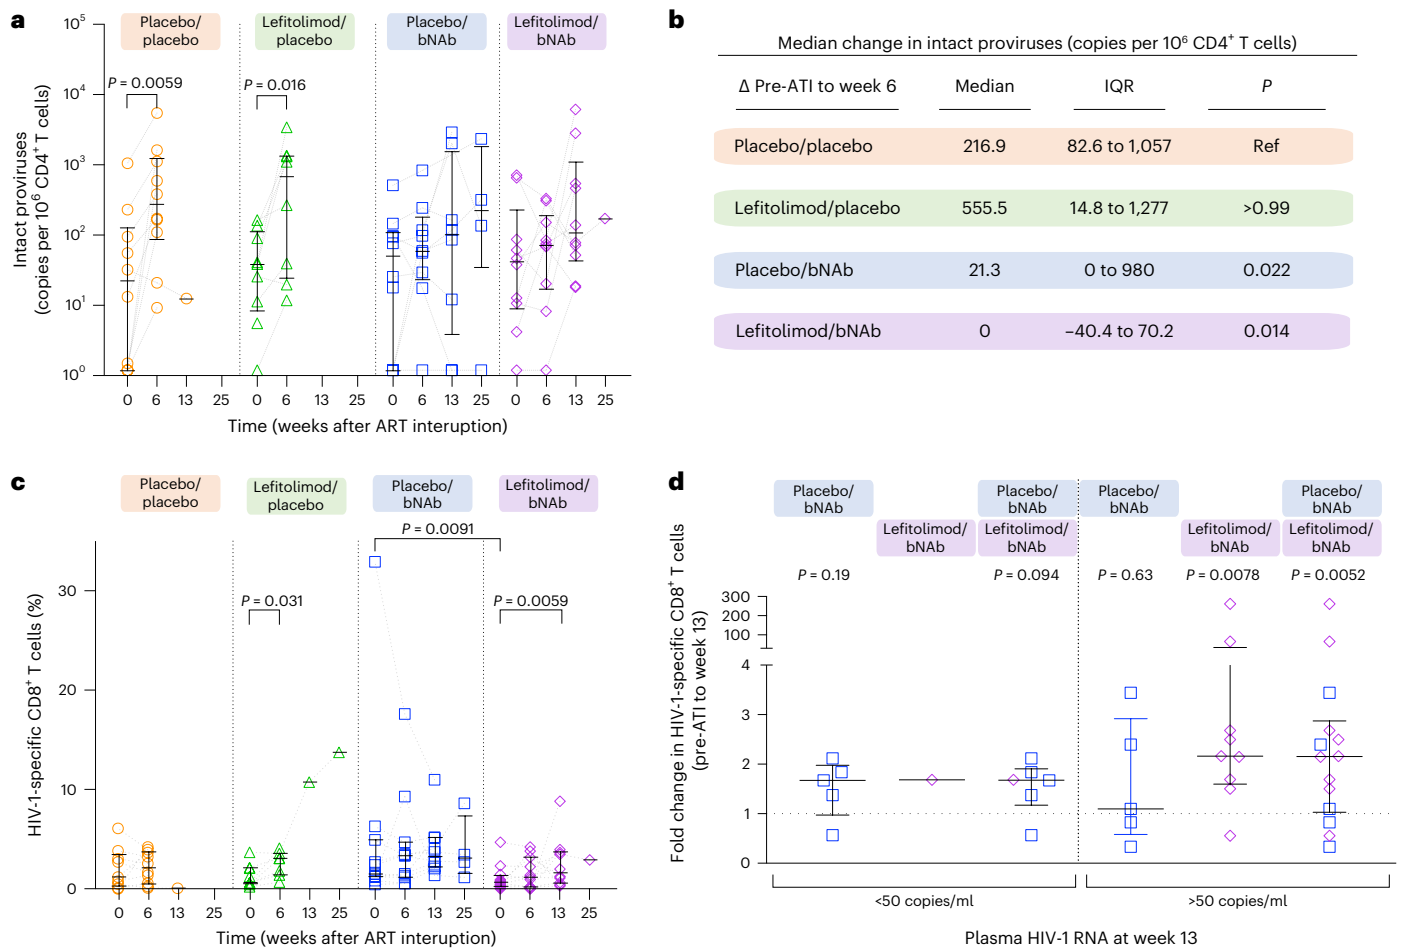 a
Placebo/
placebo
Lefitolimod/
placebo
Placebo/
bNAb
Lefitolimod/
bNAb
Intact proviruses
(copies per 10⁶ CD4⁺ T cells)
10⁵
10⁴
10³
10²
10¹
10⁰
P = 0.0059
P = 0.016
0 6 13 25 0 6 13 25 0 6 13 25 0 6 13 25
Time (weeks after ART interuption)
b
Median change in intact proviruses (copies per 10⁶ CD4⁺ T cells)
Δ Pre-ATI to week 6 Median IQR P
Placebo/placebo 216.9 82.6 to 1,057 Ref
Lefitolimod/placebo 555.5 14.8 to 1,277 >0.99
Placebo/bNAb 21.3 0 to 980 0.022
Lefitolimod/bNAb 0 −40.4 to 70.2 0.014
c
Placebo/
placebo
Lefitolimod/
placebo
Placebo/
bNAb
Lefitolimod/
bNAb
HIV-1-specific CD8⁺ T cells (%)
30
20
10
0
P = 0.0091
P = 0.031
P = 0.0059
0 6 13 25 0 6 13 25 0 6 13 25 0 6 13 25
Time (weeks after ART interuption)
d
Placebo/
bNAb
Lefitolimod/
bNAb
Placebo/
bNAb
Lefitolimod/
bNAb
Placebo/
bNAb
Lefitolimod/
bNAb
Placebo/
bNAb
Lefitolimod/
bNAb
P = 0.19
P = 0.094
P = 0.63
P = 0.0078
P = 0.0052
Fold change in HIV-1-specific CD8⁺ T cells
(pre-ATI to week 13)
300
200
100
4
3
2
1
0
<50 copies/ml
>50 copies/ml
Plasma HIV-1 RNA at week 13